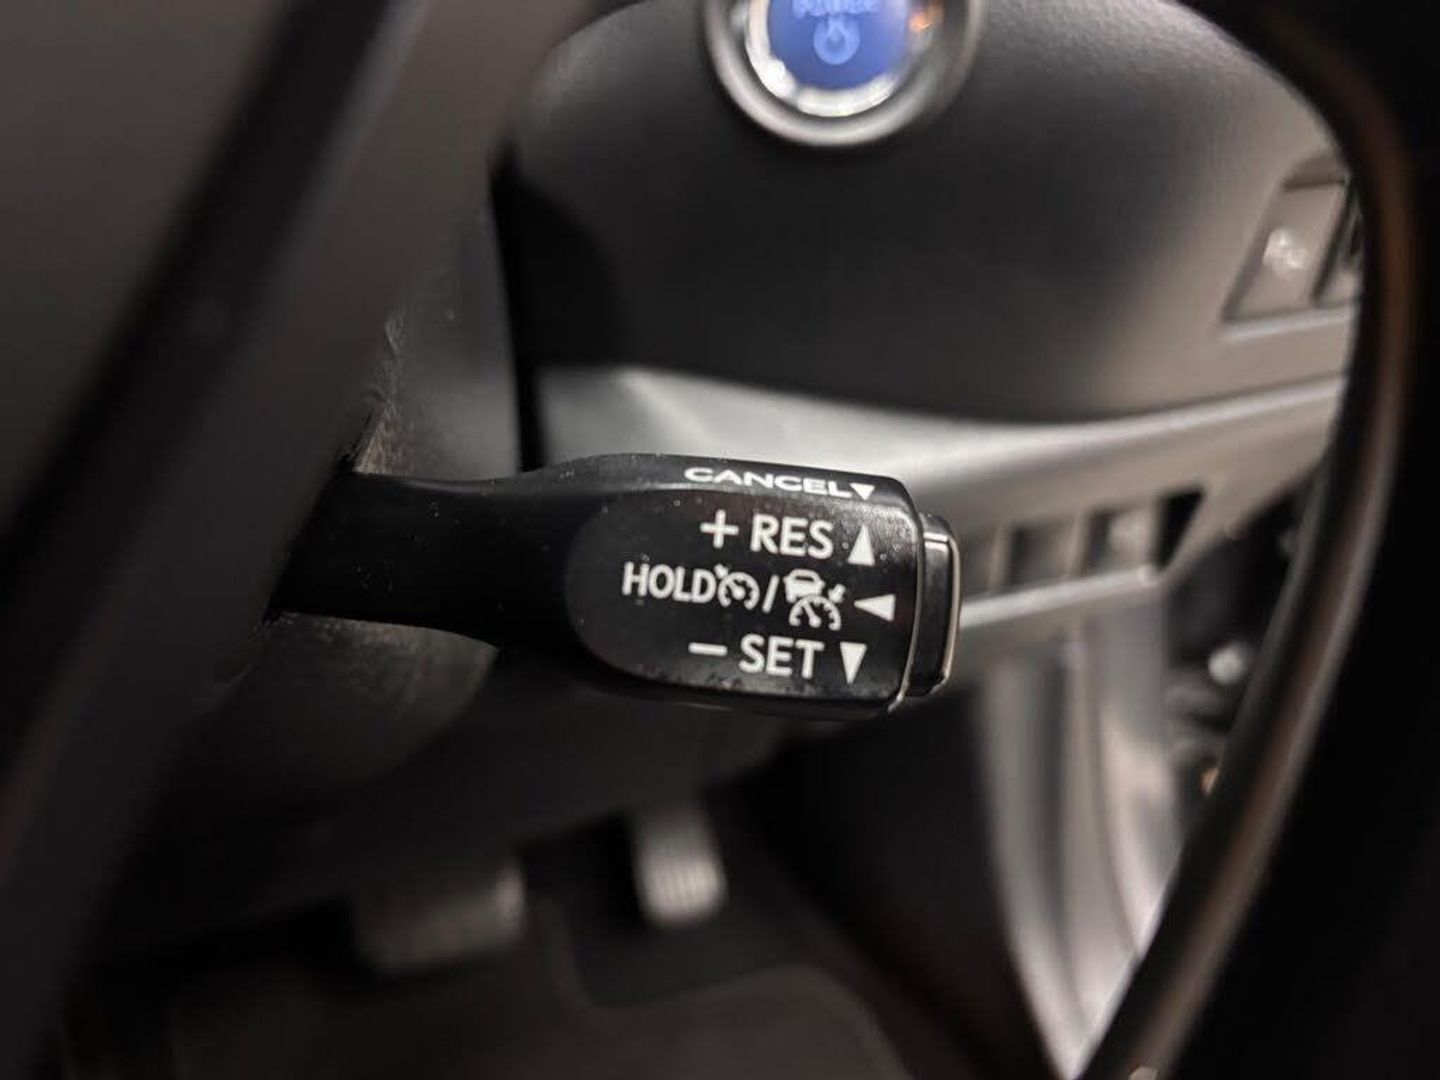 CANCEL▼
+ RES ▲
HOLD / ◀
− SET ▼